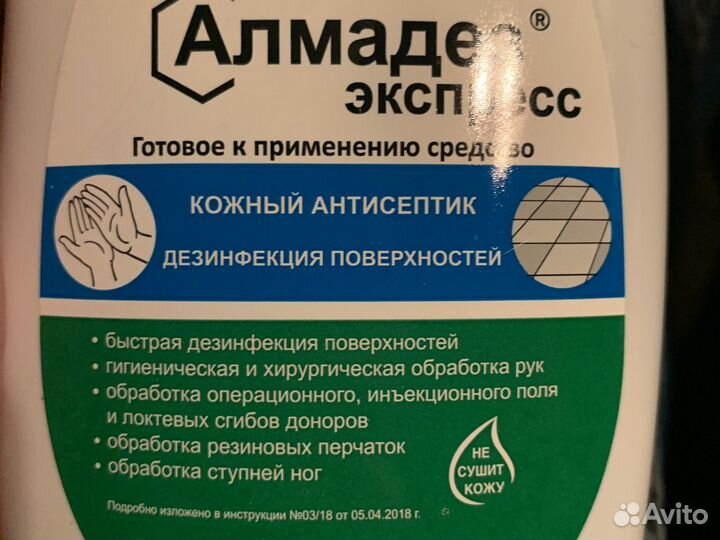 Алмадез®
экспресс
Готовое к применению средство
КОЖНЫЙ АНТИСЕПТИК
ДЕЗИНФЕКЦИЯ ПОВЕРХНОСТЕЙ
• быстрая дезинфекция поверхностей
• гигиеническая и хирургическая обработка рук
• обработка операционного, инъекционного поля
и локтевых сгибов доноров
• обработка резиновых перчаток
• обработка ступней ног
НЕ
СУШИТ
КОЖУ
Подробно изложено в инструкции №03/18 от 05.04.2018 г.
Avito